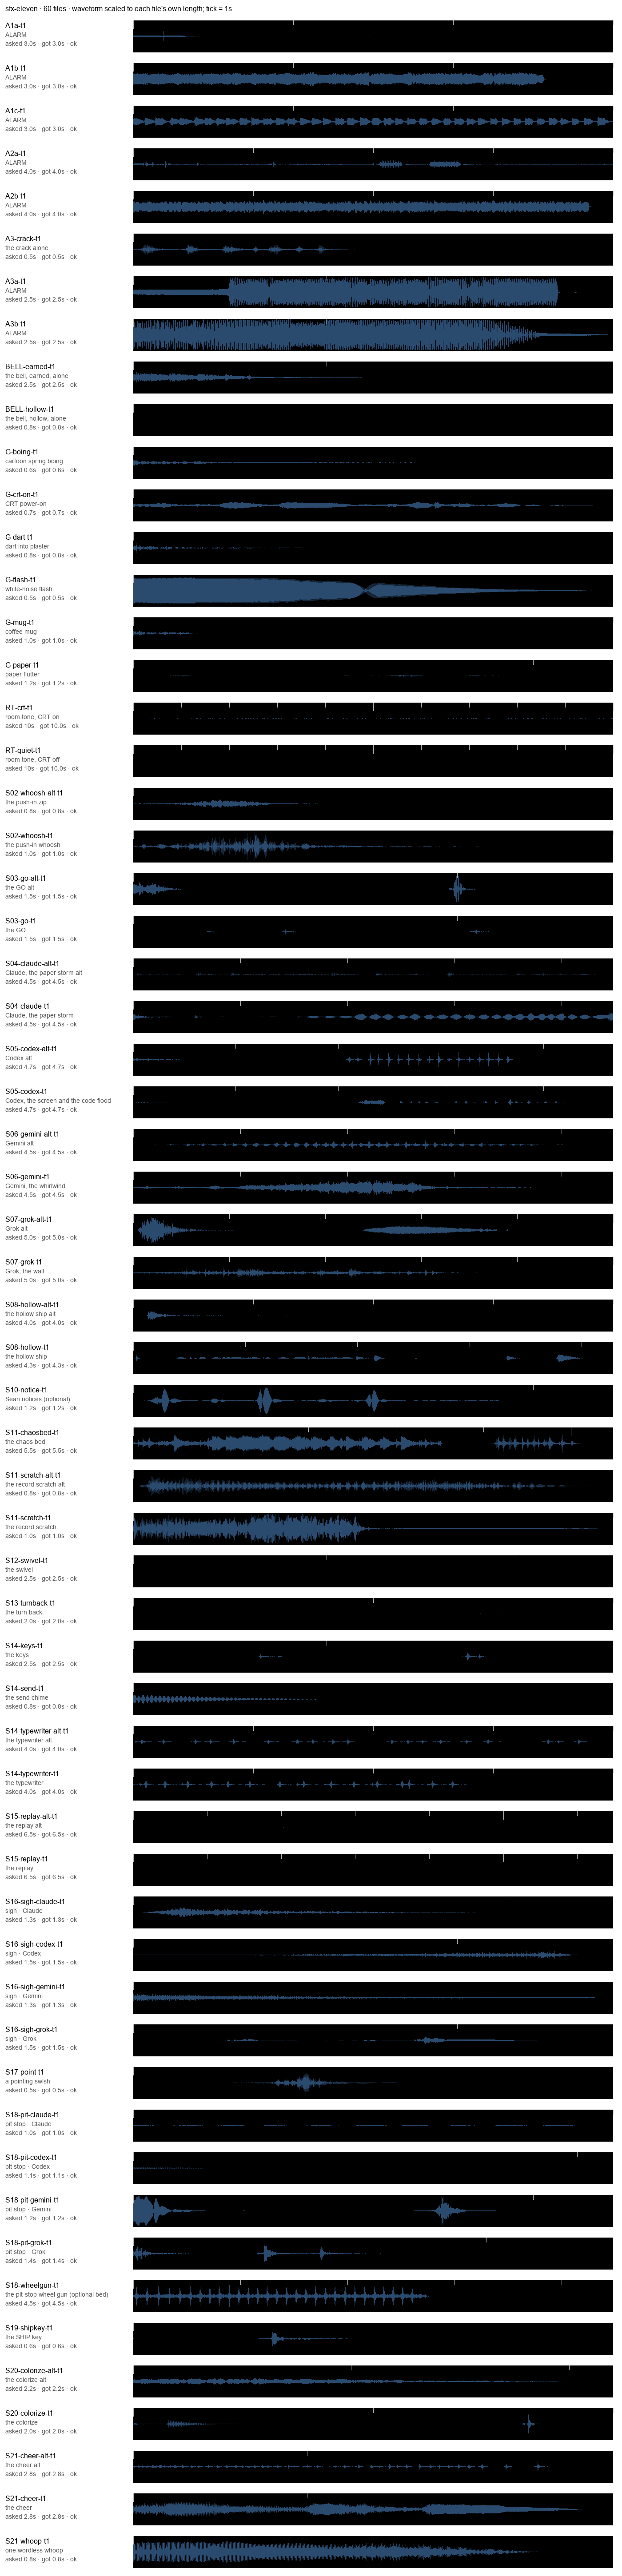 sfx-eleven · 60 files · waveform scaled to each file's own length; tick = 1s
A1a-t1
ALARM
asked 3.0s · got 3.0s · ok
A1b-t1
ALARM
asked 3.0s · got 3.0s · ok
A1c-t1
ALARM
asked 3.0s · got 3.0s · ok
A2a-t1
ALARM
asked 4.0s · got 4.0s · ok
A2b-t1
ALARM
asked 4.0s · got 4.0s · ok
A3-crack-t1
the crack alone
asked 0.5s · got 0.5s · ok
A3a-t1
ALARM
asked 2.5s · got 2.5s · ok
A3b-t1
ALARM
asked 2.5s · got 2.5s · ok
BELL-earned-t1
the bell, earned, alone
asked 2.5s · got 2.5s · ok
BELL-hollow-t1
the bell, hollow, alone
asked 0.8s · got 0.8s · ok
G-boing-t1
cartoon spring boing
asked 0.6s · got 0.6s · ok
G-crt-on-t1
CRT power-on
asked 0.7s · got 0.7s · ok
G-dart-t1
dart into plaster
asked 0.8s · got 0.8s · ok
G-flash-t1
white-noise flash
asked 0.5s · got 0.5s · ok
G-mug-t1
coffee mug
asked 1.0s · got 1.0s · ok
G-paper-t1
paper flutter
asked 1.2s · got 1.2s · ok
RT-crt-t1
room tone, CRT on
asked 10s · got 10.0s · ok
RT-quiet-t1
room tone, CRT off
asked 10s · got 10.0s · ok
S02-whoosh-alt-t1
the push-in zip
asked 0.8s · got 0.8s · ok
S02-whoosh-t1
the push-in whoosh
asked 1.0s · got 1.0s · ok
S03-go-alt-t1
the GO alt
asked 1.5s · got 1.5s · ok
S03-go-t1
the GO
asked 1.5s · got 1.5s · ok
S04-claude-alt-t1
Claude, the paper storm alt
asked 4.5s · got 4.5s · ok
S04-claude-t1
Claude, the paper storm
asked 4.5s · got 4.5s · ok
S05-codex-alt-t1
Codex alt
asked 4.7s · got 4.7s · ok
S05-codex-t1
Codex, the screen and the code flood
asked 4.7s · got 4.7s · ok
S06-gemini-alt-t1
Gemini alt
asked 4.5s · got 4.5s · ok
S06-gemini-t1
Gemini, the whirlwind
asked 4.5s · got 4.5s · ok
S07-grok-alt-t1
Grok alt
asked 5.0s · got 5.0s · ok
S07-grok-t1
Grok, the wall
asked 5.0s · got 5.0s · ok
S08-hollow-alt-t1
the hollow ship alt
asked 4.0s · got 4.0s · ok
S08-hollow-t1
the hollow ship
asked 4.3s · got 4.3s · ok
S10-notice-t1
Sean notices (optional)
asked 1.2s · got 1.2s · ok
S11-chaosbed-t1
the chaos bed
asked 5.5s · got 5.5s · ok
S11-scratch-alt-t1
the record scratch alt
asked 0.8s · got 0.8s · ok
S11-scratch-t1
the record scratch
asked 1.0s · got 1.0s · ok
S12-swivel-t1
the swivel
asked 2.5s · got 2.5s · ok
S13-turnback-t1
the turn back
asked 2.0s · got 2.0s · ok
S14-keys-t1
the keys
asked 2.5s · got 2.5s · ok
S14-send-t1
the send chime
asked 0.8s · got 0.8s · ok
S14-typewriter-alt-t1
the typewriter alt
asked 4.0s · got 4.0s · ok
S14-typewriter-t1
the typewriter
asked 4.0s · got 4.0s · ok
S15-replay-alt-t1
the replay alt
asked 6.5s · got 6.5s · ok
S15-replay-t1
the replay
asked 6.5s · got 6.5s · ok
S16-sigh-claude-t1
sigh · Claude
asked 1.3s · got 1.3s · ok
S16-sigh-codex-t1
sigh · Codex
asked 1.5s · got 1.5s · ok
S16-sigh-gemini-t1
sigh · Gemini
asked 1.3s · got 1.3s · ok
S16-sigh-grok-t1
sigh · Grok
asked 1.5s · got 1.5s · ok
S17-point-t1
a pointing swish
asked 0.5s · got 0.5s · ok
S18-pit-claude-t1
pit stop · Claude
asked 1.0s · got 1.0s · ok
S18-pit-codex-t1
pit stop · Codex
asked 1.1s · got 1.1s · ok
S18-pit-gemini-t1
pit stop · Gemini
asked 1.2s · got 1.2s · ok
S18-pit-grok-t1
pit stop · Grok
asked 1.4s · got 1.4s · ok
S18-wheelgun-t1
the pit-stop wheel gun (optional bed)
asked 4.5s · got 4.5s · ok
S19-shipkey-t1
the SHIP key
asked 0.6s · got 0.6s · ok
S20-colorize-alt-t1
the colorize alt
asked 2.2s · got 2.2s · ok
S20-colorize-t1
the colorize
asked 2.0s · got 2.0s · ok
S21-cheer-alt-t1
the cheer alt
asked 2.8s · got 2.8s · ok
S21-cheer-t1
the cheer
asked 2.8s · got 2.8s · ok
S21-whoop-t1
one wordless whoop
asked 0.8s · got 0.8s · ok